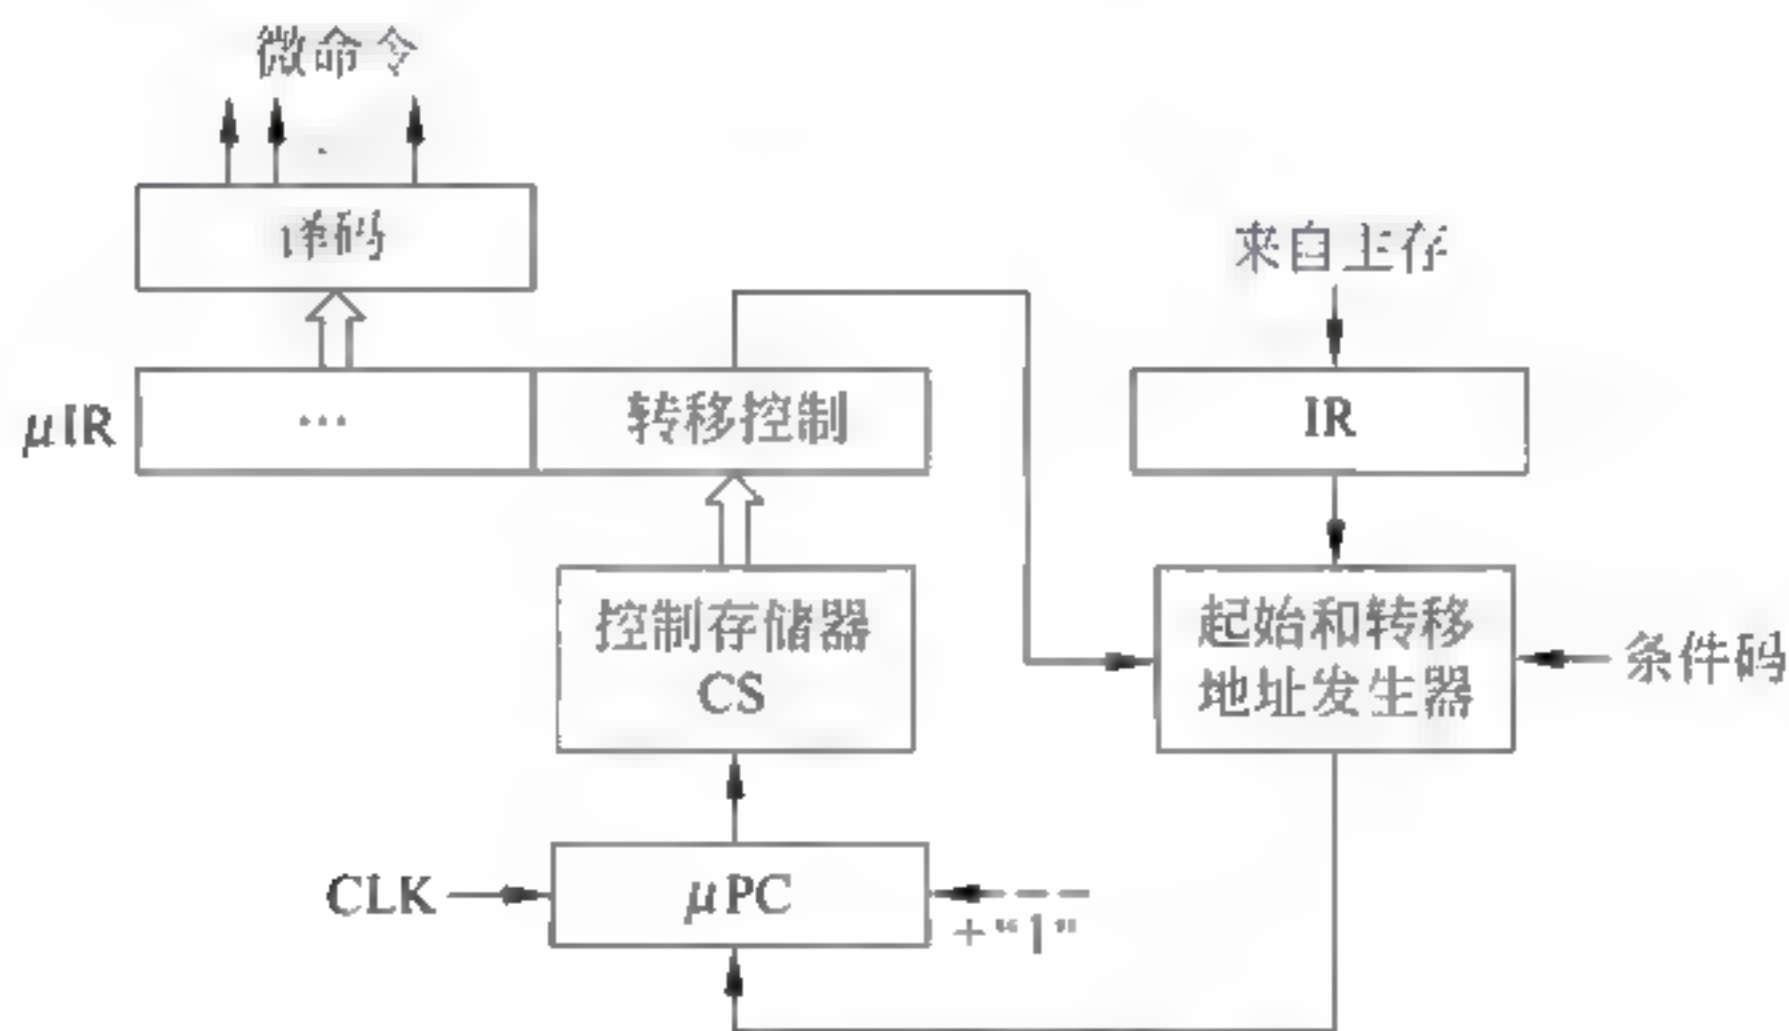 微命令
译码
来自主存
μIR
…
转移控制
IR
控制存储器
CS
起始和转移
地址发生器
条件码
CLK
μPC
+“1”